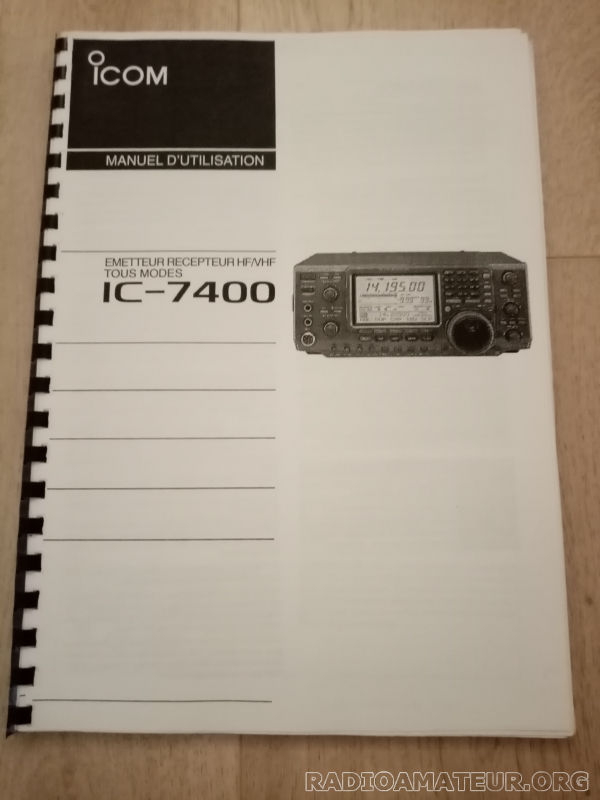 ICOM
MANUEL D'UTILISATION
EMETTEUR RECEPTEUR HF/VHF
TOUS MODES
IC-7400
14.195.00
RADIOAMATEUR.ORG